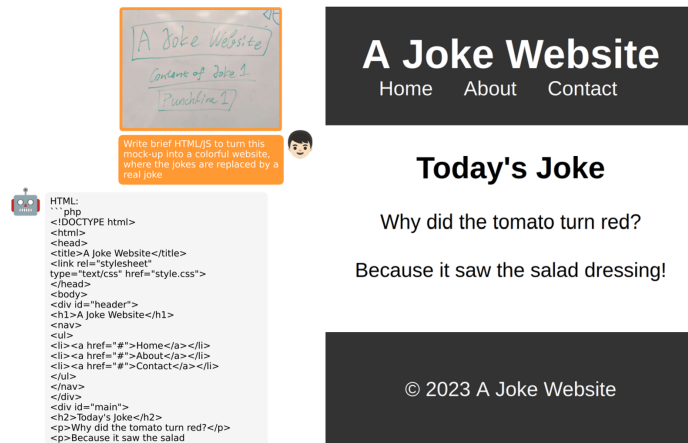 A Joke Website
Content of Joke 1
Punchline 1
Write brief HTML/JS to turn this
mock-up into a colorful website,
where the jokes are replaced by a
real joke
HTML:
```php
<!DOCTYPE html>
<html>
<head>
<title>A Joke Website</title>
<link rel="stylesheet"
type="text/css" href="style.css">
</head>
<body>
<div id="header">
<h1>A Joke Website</h1>
<nav>
<ul>
<li><a href="#">Home</a></li>
<li><a href="#">About</a></li>
<li><a href="#">Contact</a></li>
</ul>
</nav>
</div>
<div id="main">
<h2>Today's Joke</h2>
<p>Why did the tomato turn red?</p>
<p>Because it saw the salad
A Joke Website
Home About Contact
Today's Joke
Why did the tomato turn red?
Because it saw the salad dressing!
© 2023 A Joke Website